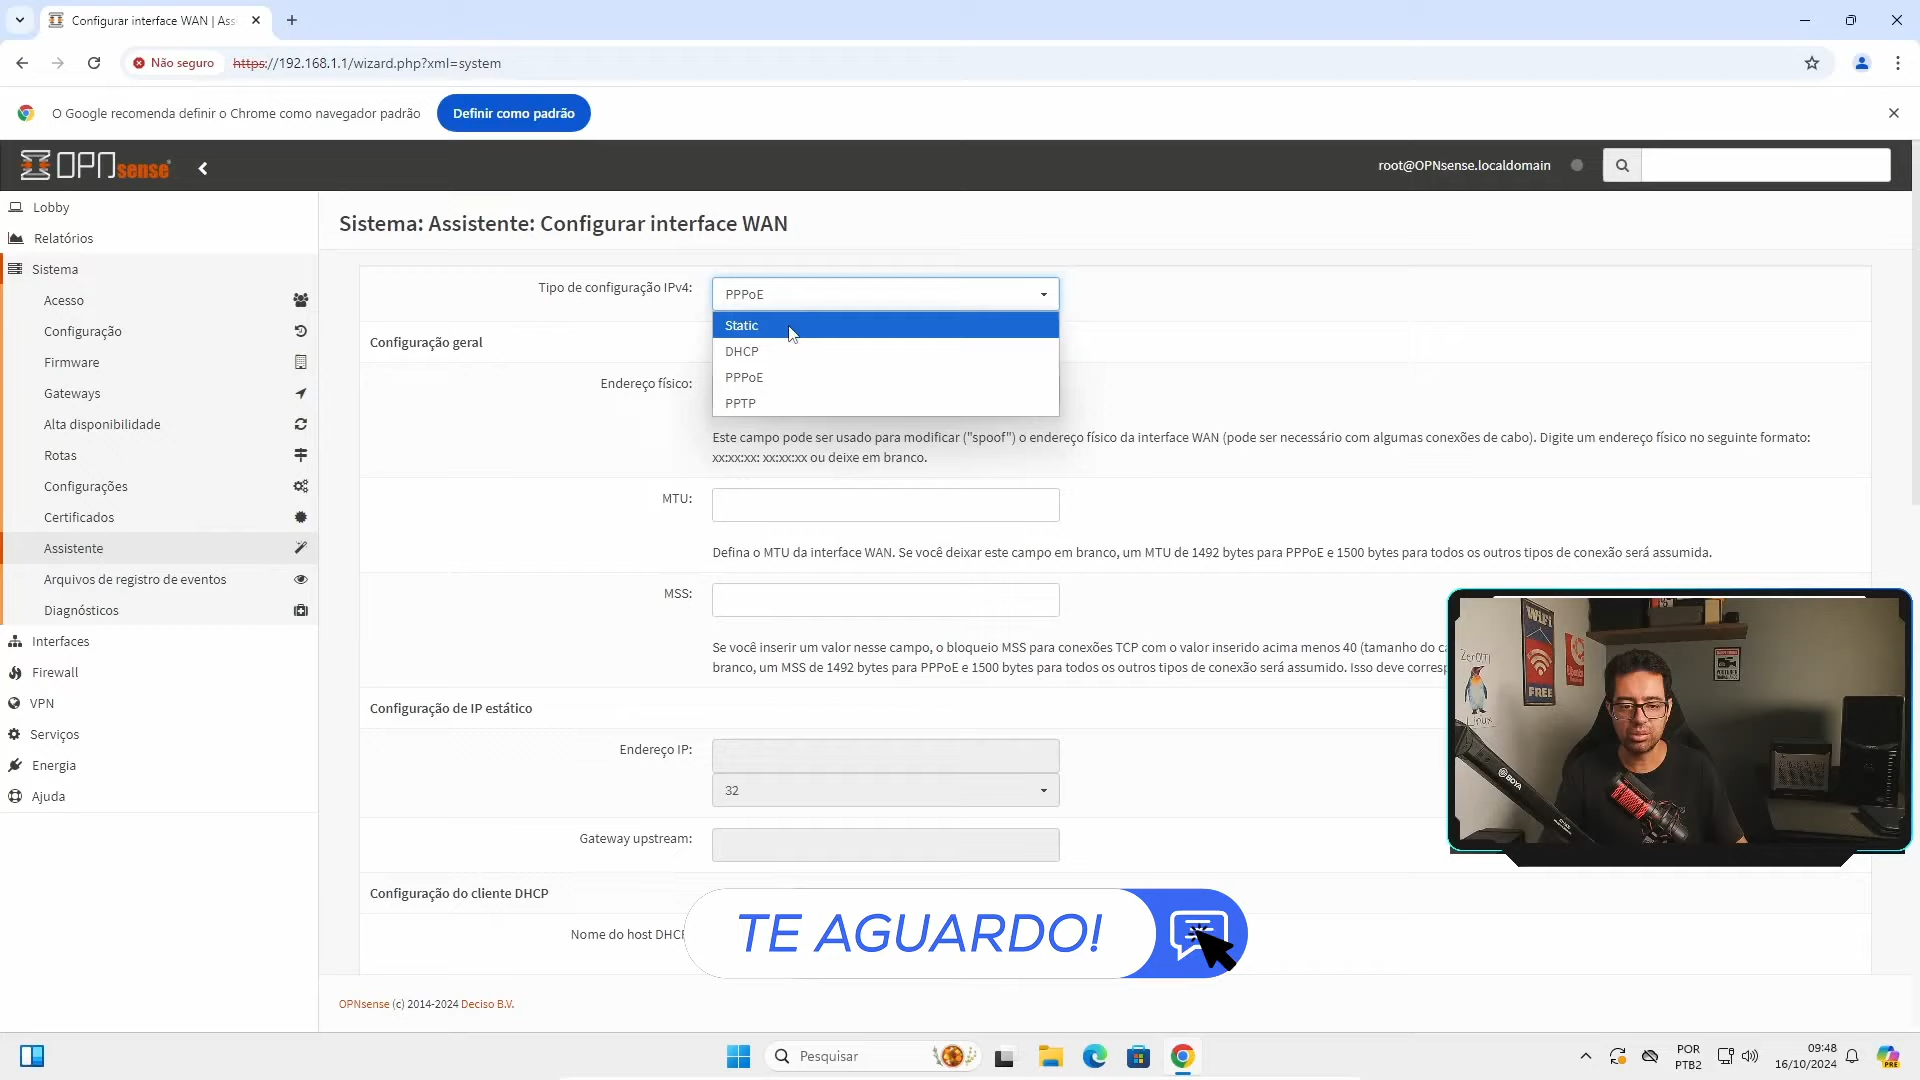 Configurar interface WAN | Ass
Não seguro
https://192.168.1.1/wizard.php?xml=system
O Google recomenda definir o Chrome como navegador padrão
Definir como padrão
OPNsense
root@OPNsense.localdomain
Lobby
Relatórios
Sistema
Acesso
Configuração
Firmware
Gateways
Alta disponibilidade
Rotas
Configurações
Certificados
Assistente
Arquivos de registro de eventos
Diagnósticos
Interfaces
Firewall
VPN
Serviços
Energia
Ajuda
Sistema: Assistente: Configurar interface WAN
Tipo de configuração IPv4:
PPPoE
Static
DHCP
PPPoE
PPTP
Configuração geral
Endereço físico:
Este campo pode ser usado para modificar ("spoof") o endereço físico da interface WAN (pode ser necessário com algumas conexões de cabo). Digite um endereço físico no seguinte formato:
xx:xx:xx: xx:xx:xx ou deixe em branco.
MTU:
Defina o MTU da interface WAN. Se você deixar este campo em branco, um MTU de 1492 bytes para PPPoE e 1500 bytes para todos os outros tipos de conexão será assumida.
MSS:
Se você inserir um valor nesse campo, o bloqueio MSS para conexões TCP com o valor inserido acima menos 40 (tamanho do ca
branco, um MSS de 1492 bytes para PPPoE e 1500 bytes para todos os outros tipos de conexão será assumido. Isso deve corresp
Configuração de IP estático
Endereço IP:
32
Gateway upstream:
Configuração do cliente DHCP
Nome do host DHCP
TE AGUARDO!
OPNsense (c) 2014-2024 Deciso B.V.
WiFi
FREE
Linux
BOYA
Pesquisar
POR
PTB2
09:48
16/10/2024
PRE